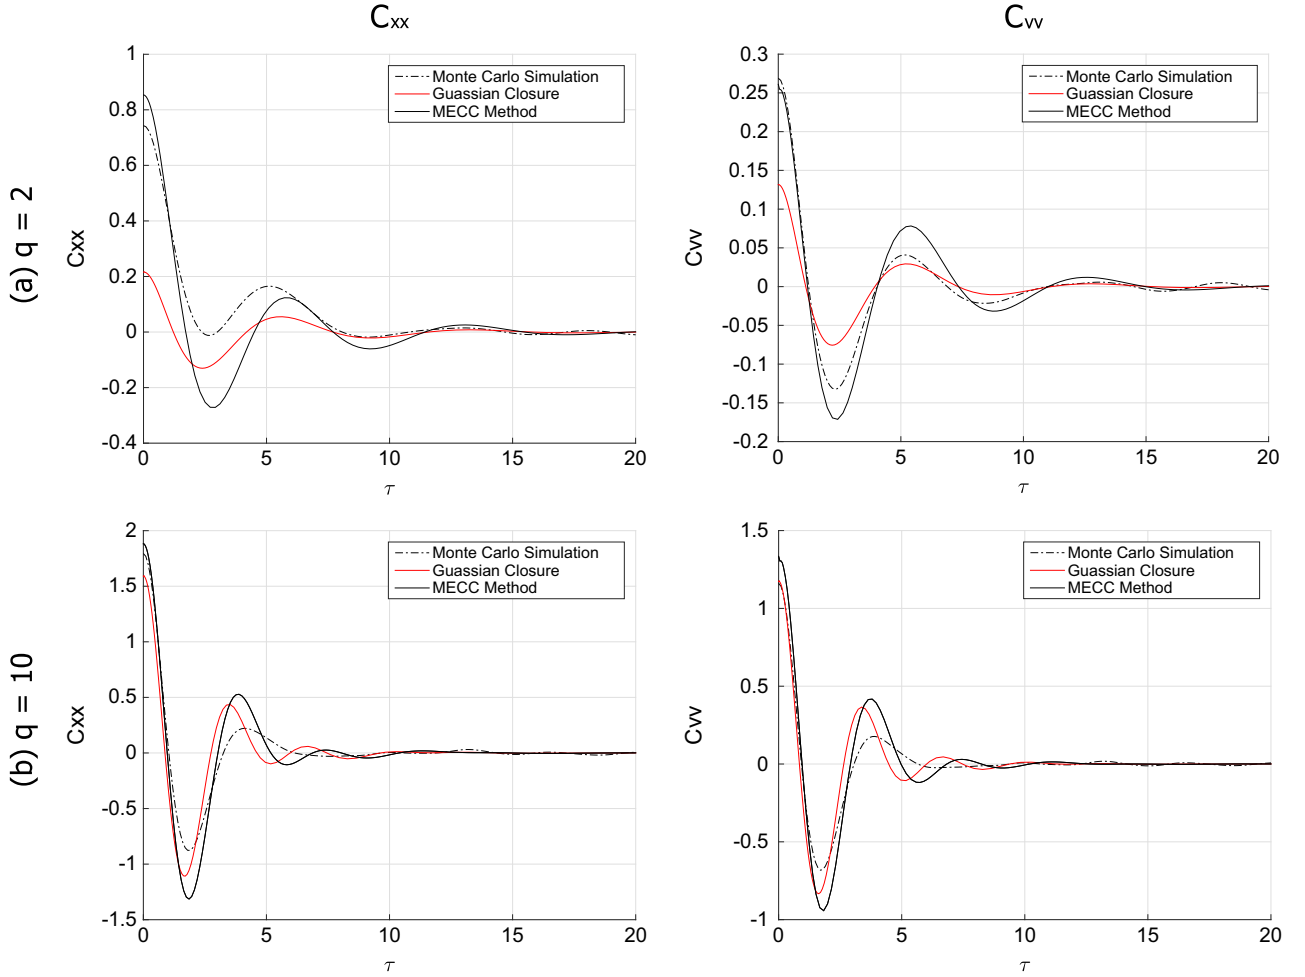 Cxx
Cvv
(a) q = 2
1
0.8
0.6
0.4
0.2
0
-0.2
-0.4
Cxx
Monte Carlo Simulation
Guassian Closure
MECC Method
0 5 10 15 20
τ
0.3
0.25
0.2
0.15
0.1
0.05
0
-0.05
-0.1
-0.15
-0.2
Cvv
Monte Carlo Simulation
Guassian Closure
MECC Method
0 5 10 15 20
τ
(b) q = 10
2
1.5
1
0.5
0
-0.5
-1
-1.5
Cxx
Monte Carlo Simulation
Guassian Closure
MECC Method
0 5 10 15 20
τ
1.5
1
0.5
0
-0.5
-1
Cvv
Monte Carlo Simulation
Guassian Closure
MECC Method
0 5 10 15 20
τ